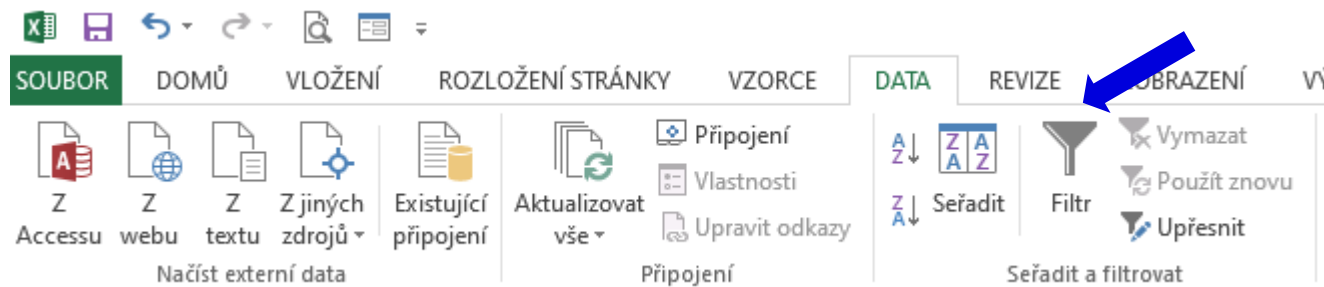 SOUBOR DOMŮ VLOŽENÍ ROZLOŽENÍ STRÁNKY VZORCE DATA REVIZE
Z Accessu
Z webu
Z textu
Z jiných zdrojů
Existující připojení
Načíst externí data
Aktualizovat vše
Připojení
Vlastnosti
Upravit odkazy
Připojení
A Z
Z A
Z A A Z
Seřadit
Filtr
Vymazat
Použít znovu
Upřesnit
Seřadit a filtrovat